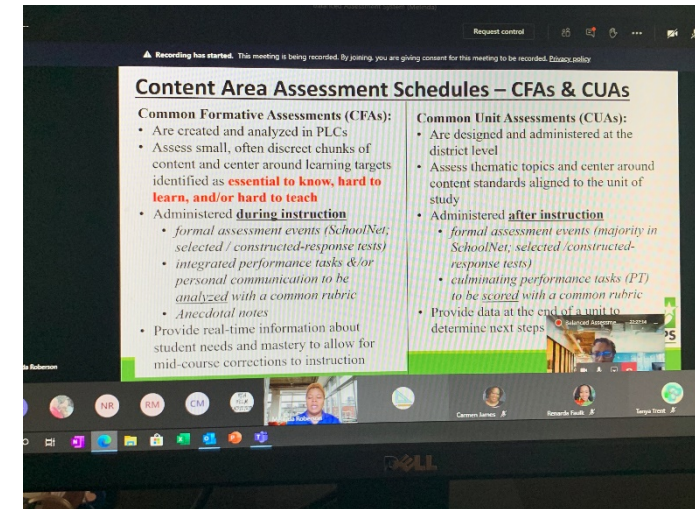 Request control
Recording has started. This meeting is being recorded. By joining, you are giving consent for this meeting to be recorded. Privacy policy
Content Area Assessment Schedules – CFAs & CUAs
Common Formative Assessments (CFAs):
• Are created and analyzed in PLCs
• Assess small, often discreet chunks of
content and center around learning targets
identified as essential to know, hard to
learn, and/or hard to teach
• Administered during instruction
• formal assessment events (SchoolNet;
selected / constructed-response tests)
• integrated performance tasks &/or
personal communication to be
analyzed with a common rubric
• Anecdotal notes
• Provide real-time information about
student needs and mastery to allow for
mid-course corrections to instruction
Common Unit Assessments (CUAs):
• Are designed and administered at the
district level
• Assess thematic topics and center around
content standards aligned to the unit of
study
• Administered after instruction
• formal assessment events (majority in
SchoolNet; selected /constructed-
response tests)
• culminating performance tasks (PT)
to be scored with a common rubric
• Provide data at the end of a unit to
determine next steps
Balanced Assessme...
PS
Roberson
NR
RM
CM
Carmen James
Tanya Trent
DELL